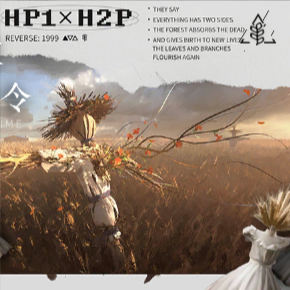 HP1×H2P
REVERSE: 1999
THEY SAY
EVERYTHING HAS TWO SIDES
THE FOREST ABSORBS THE DEAD
AND GIVES BIRTH TO NEW LIVES
THE LEAVES AND BRANCHES
FLOURISH AGAIN